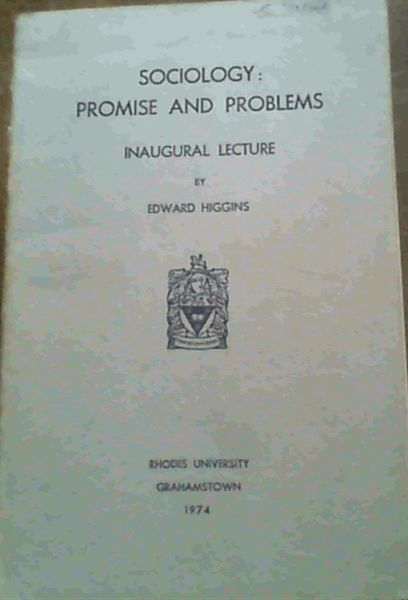 SOCIOLOGY:
PROMISE AND PROBLEMS
INAUGURAL LECTURE
BY
EDWARD HIGGINS
RHODES UNIVERSITY
GRAHAMSTOWN
1974